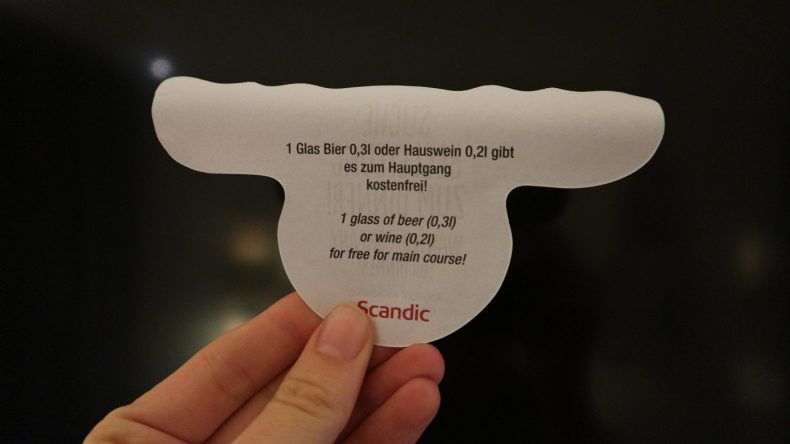 1 Glas Bier 0,3l oder Hauswein 0,2l gibt
es zum Hauptgang
kostenfrei!
1 glass of beer (0,3l)
or wine (0,2l)
for free for main course!
Scandic